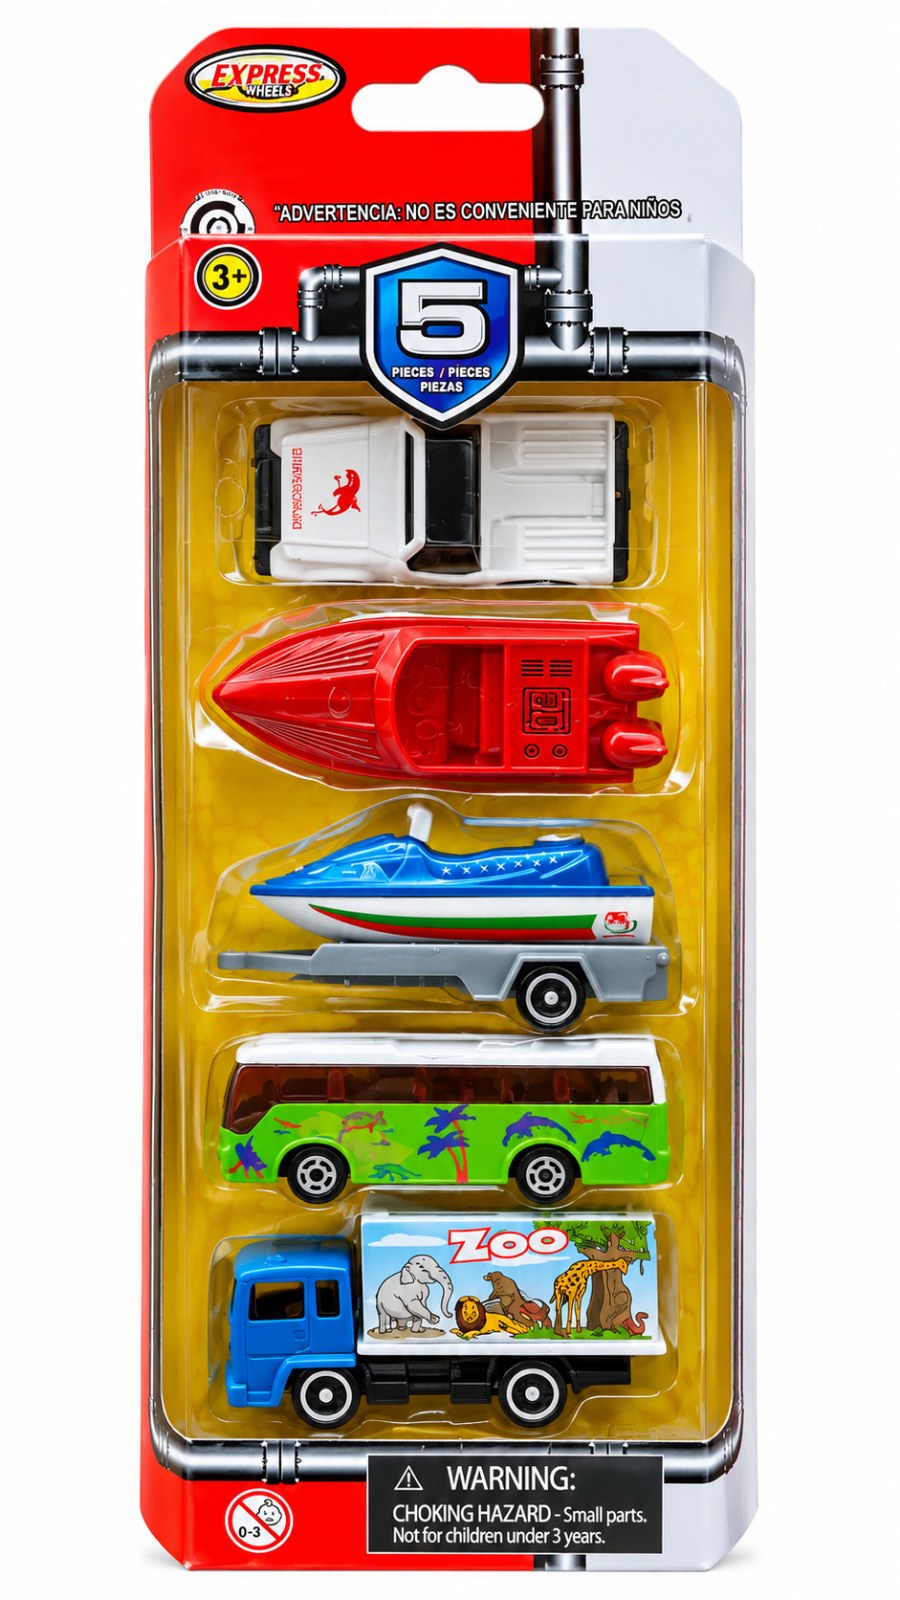 EXPRESS
WHEELS
"ADVERTENCIA: NO ES CONVENIENTE PARA NIÑOS
3+
5
PIECES / PIÈCES
PIEZAS
ZOO
⚠ WARNING:
CHOKING HAZARD - Small parts.
Not for children under 3 years.
0-3